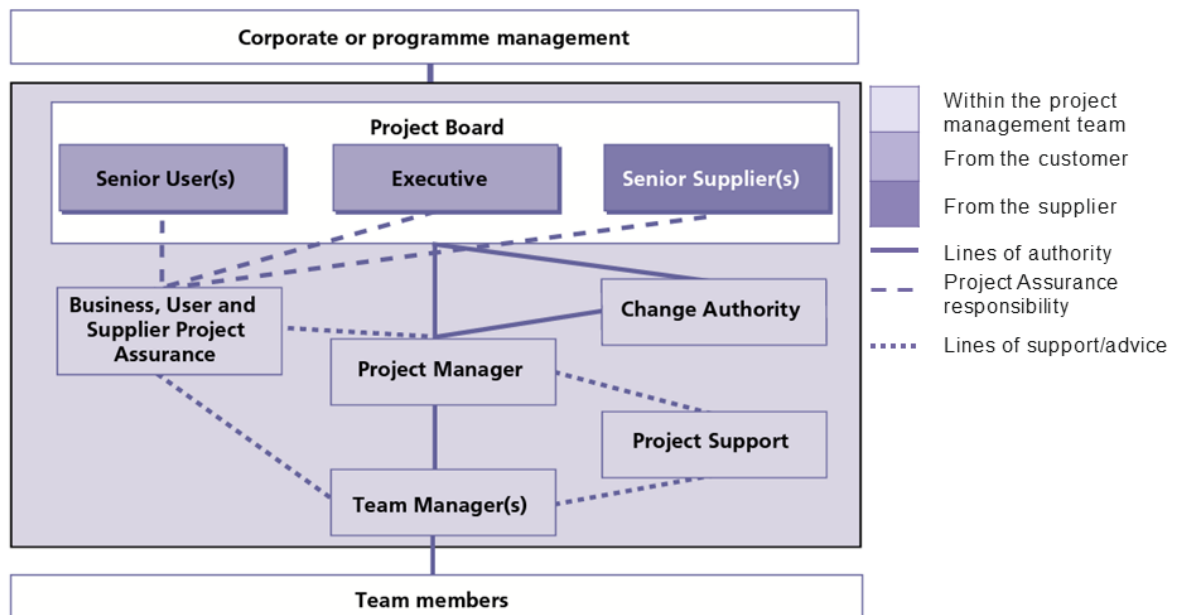 Corporate or programme management
Project Board
Senior User(s)
Executive
Senior Supplier(s)
Business, User and
Supplier Project
Assurance
Change Authority
Project Manager
Project Support
Team Manager(s)
Team members
Within the project
management team
From the customer
From the supplier
Lines of authority
Project Assurance
responsibility
Lines of support/advice